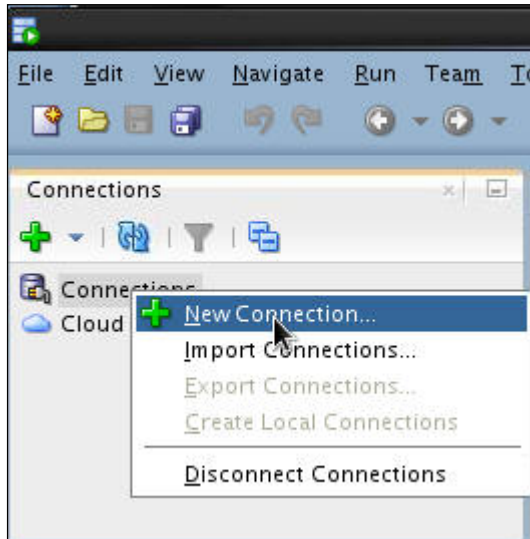 File Edit View Navigate Run Team
Connections
Connections
Cloud
New Connection...
Import Connections...
Export Connections...
Create Local Connections
Disconnect Connections